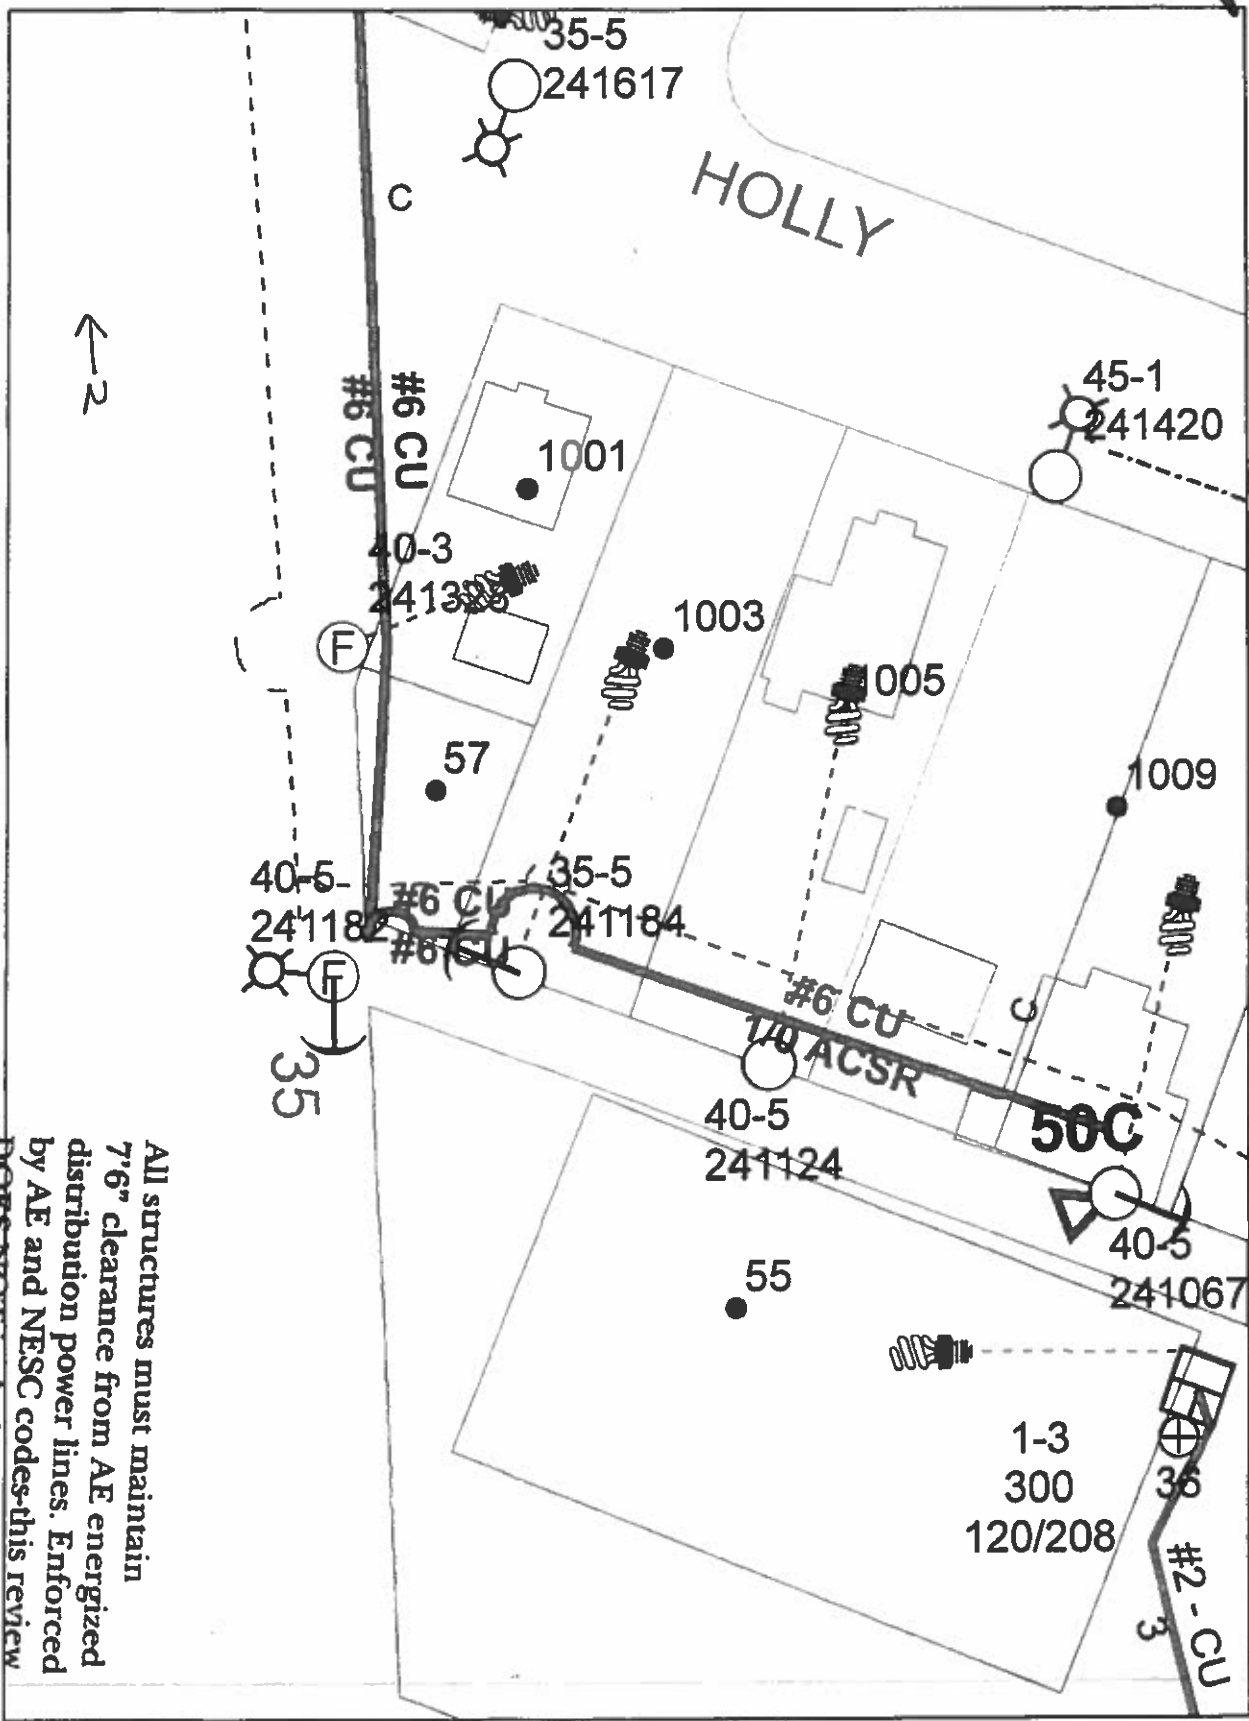 35-5
241617
HOLLY
C
45-1
241420
#6 CU
#6 CU
1001
40-3
F
1003
1005
57
1009
40-5
241182
#6 CU
#6 CU
35-5
241184
F
35
#6 CU
1/0 ACSR
C
50C
40-5
241124
40-5
241067
55
1-3
300
120/208
36
#2 - CU
3
All structures must maintain
7'6" clearance from AE energized
distribution power lines. Enforced
by AE and NESC codes-this review